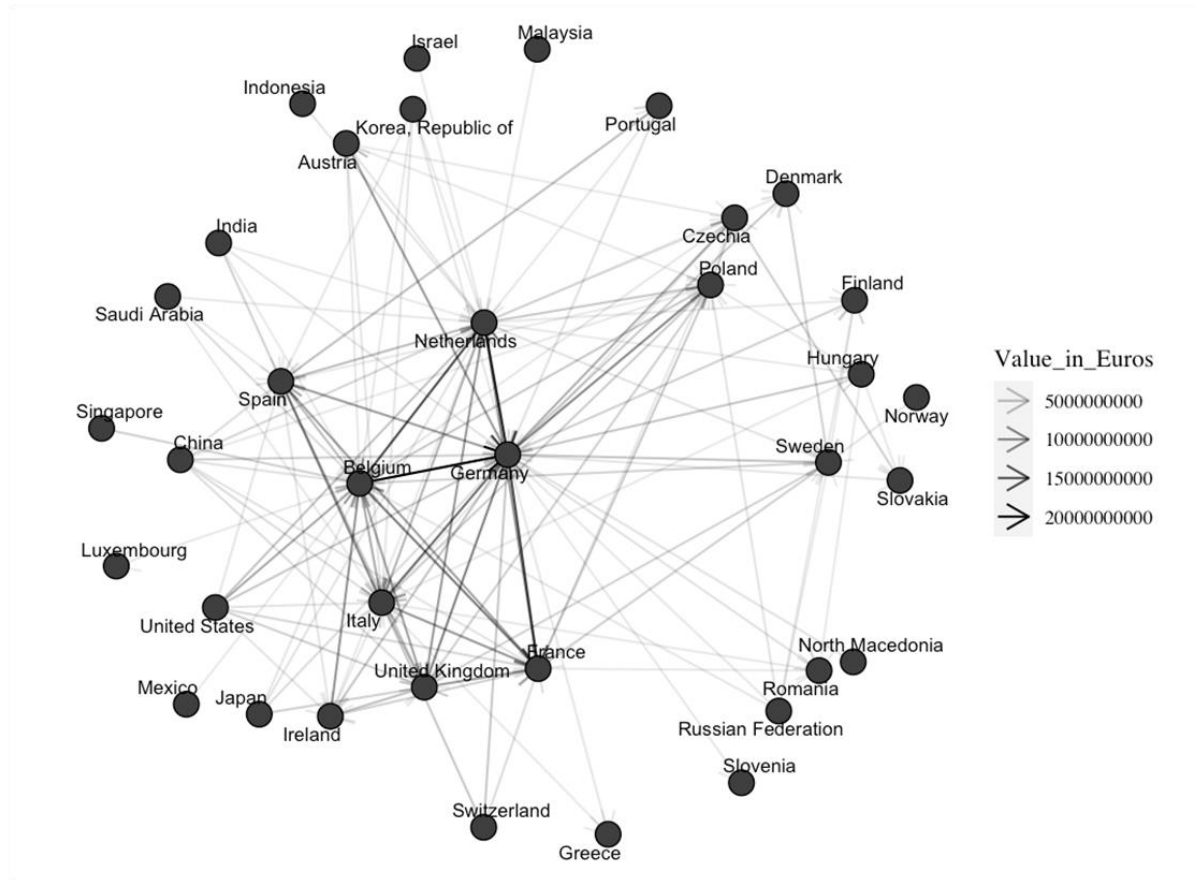 Malaysia
Israel
Indonesia
Korea, Republic of
Portugal
Austria
Denmark
India
Czechia
Poland
Finland
Saudi Arabia
Netherlands
Hungary
Value_in_Euros
Spain
5000000000
Singapore
Norway
China
10000000000
Sweden
Belgium
Germany
15000000000
Slovakia
20000000000
Luxembourg
Italy
United States
North Macedonia
France
United Kingdom
Mexico
Romania
Japan
Russian Federation
Ireland
Slovenia
Switzerland
Greece